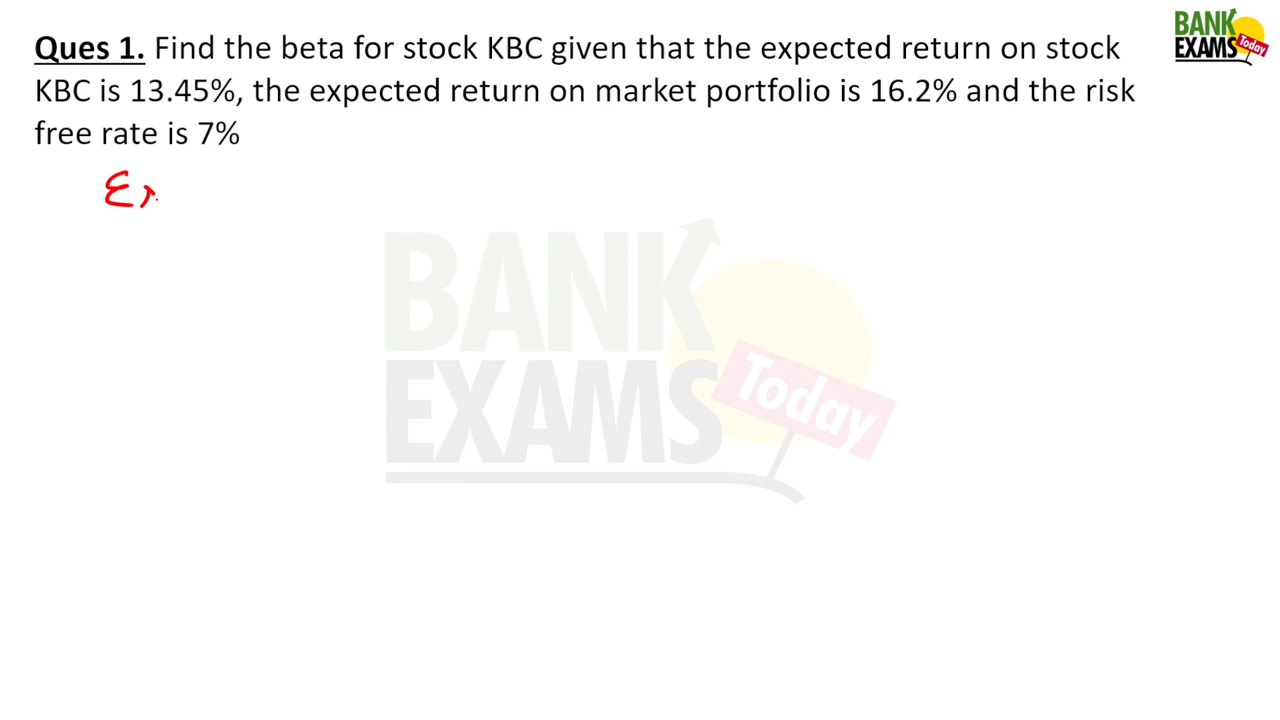 BANK
EXAMS
Today
Ques 1. Find the beta for stock KBC given that the expected return on stock
KBC is 13.45%, the expected return on market portfolio is 16.2% and the risk
free rate is 7%
BANK
EXAMS
Today